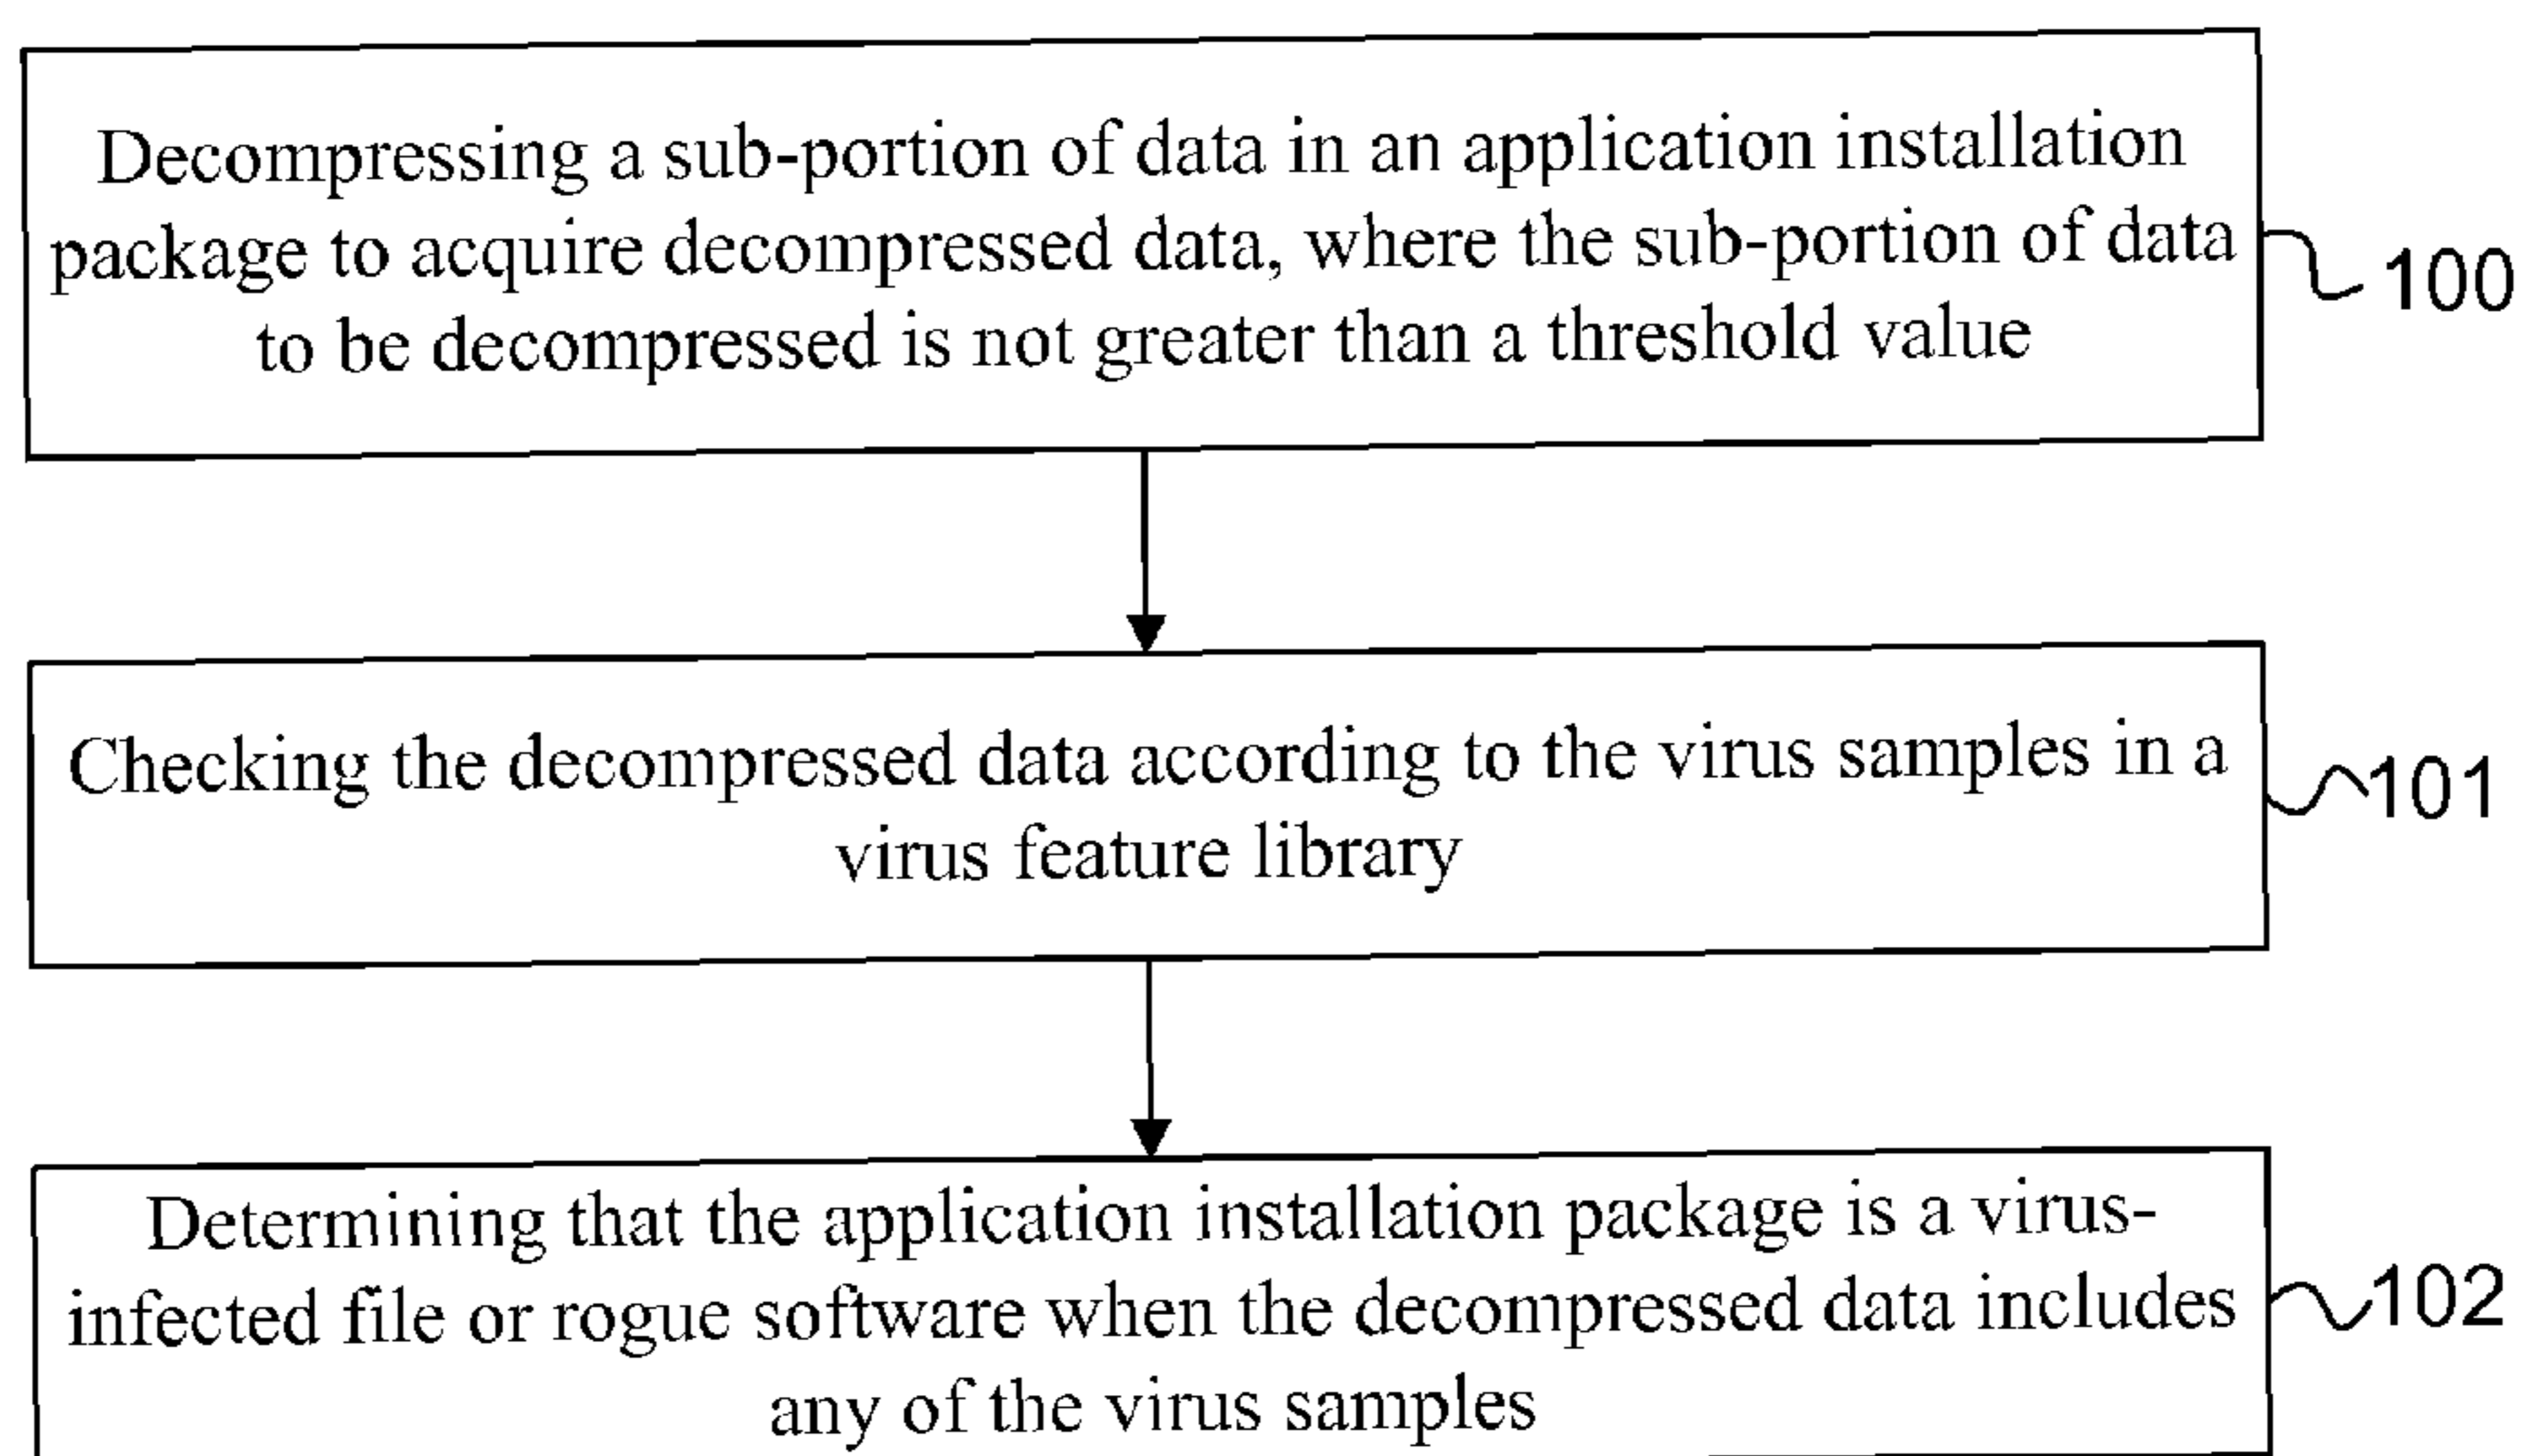 Decompressing a sub-portion of data in an application installation
package to acquire decompressed data, where the sub-portion of data
to be decompressed is not greater than a threshold value
100
Checking the decompressed data according to the virus samples in a
virus feature library
101
Determining that the application installation package is a virus-
infected file or rogue software when the decompressed data includes
any of the virus samples
102